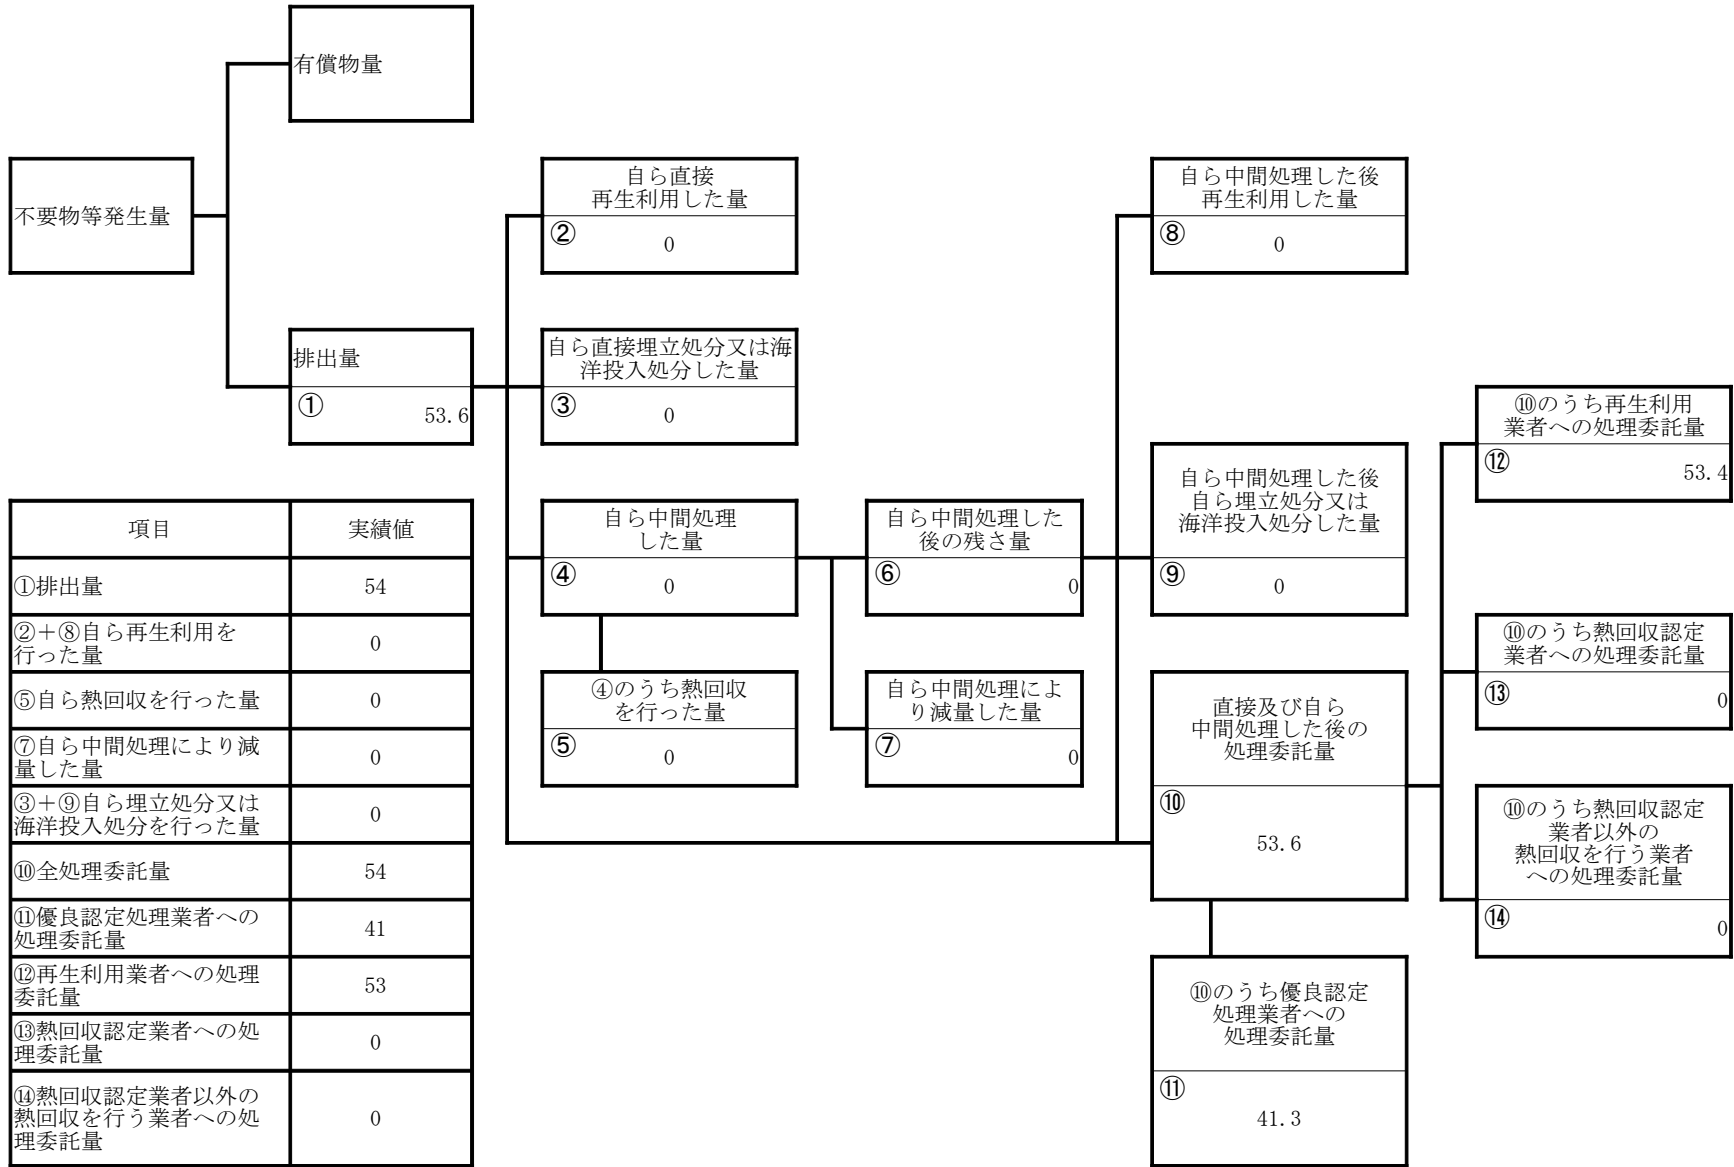 有償物量
不要物等発生量
自ら直接
再生利用した量
②
0
自ら中間処理した後
再生利用した量
⑧
0
排出量
①
53.6
自ら直接埋立処分又は海
洋投入処分した量
③
0
⑩のうち再生利用
業者への処理委託量
⑫
53.4
自ら中間処理
した量
④
0
自ら中間処理した
後の残さ量
⑥
0
自ら中間処理した後
自ら埋立処分又は
海洋投入処分した量
⑨
0
⑩のうち熱回収認定
業者への処理委託量
⑬
0
④のうち熱回収
を行った量
⑤
0
自ら中間処理によ
り減量した量
⑦
0
直接及び自ら
中間処理した後の
処理委託量
⑩
53.6
⑩のうち熱回収認定
業者以外の
熱回収を行う業者
への処理委託量
⑭
0
⑩のうち優良認定
処理業者への
処理委託量
⑪
41.3
項目 実績値
①排出量 54
②+⑧自ら再生利用を
行った量 0
⑤自ら熱回収を行った量 0
⑦自ら中間処理により減
量した量 0
③+⑨自ら埋立処分又は
海洋投入処分を行った量 0
⑩全処理委託量 54
⑪優良認定処理業者への
処理委託量 41
⑫再生利用業者への処理
委託量 53
⑬熱回収認定業者への処
理委託量 0
⑭熱回収認定業者以外の
熱回収を行う業者への処
理委託量 0